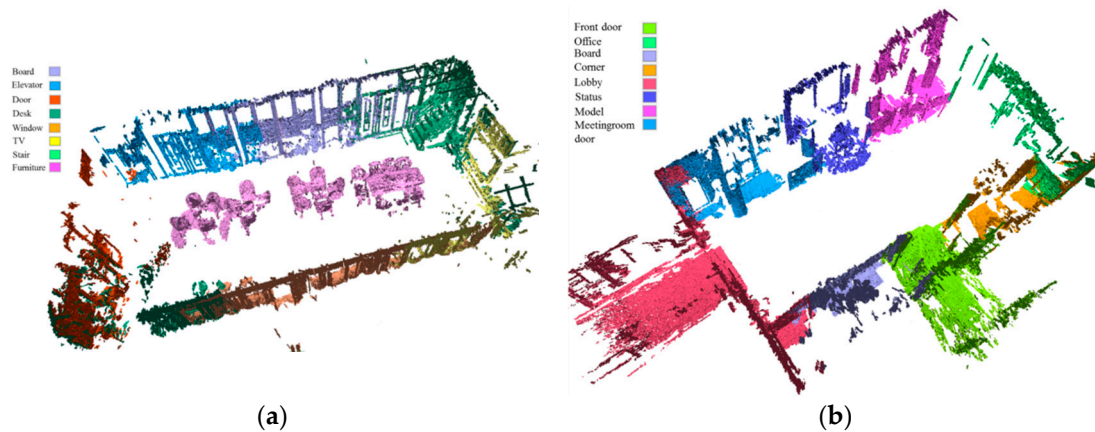 Board
Elevator
Door
Desk
Window
TV
Stair
Furniture
(a)
Front door
Office
Board
Corner
Lobby
Status
Model
Meetingroom
door
(b)